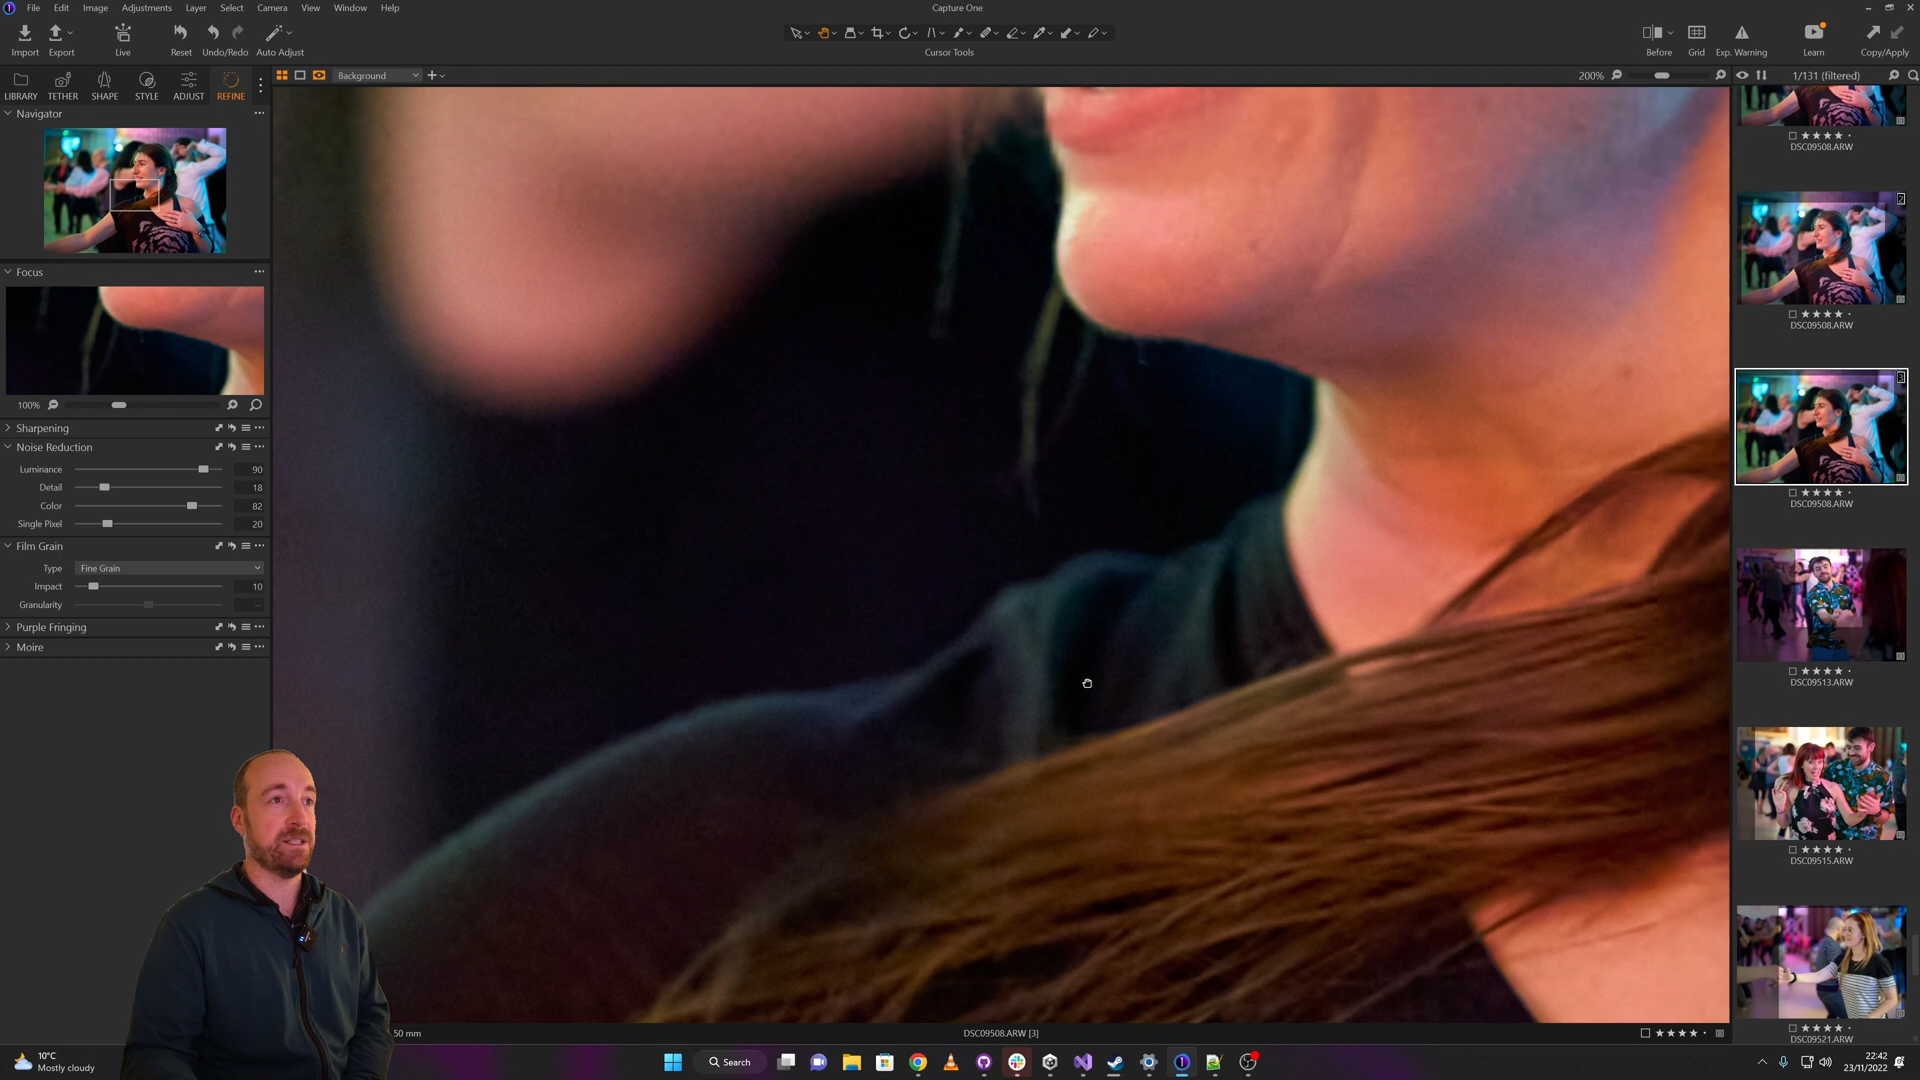 File Edit Image Adjustments Layer Select Camera View Window Help
Capture One
Import Export Live Reset Undo/Redo Auto Adjust
Cursor Tools
Before Grid Exp. Warning Learn Copy/Apply
LIBRARY TETHER SHAPE STYLE ADJUST REFINE
Background
200%
1/131 (filtered)
Navigator
Focus
100%
Sharpening
Noise Reduction
Luminance 90
Detail 18
Color 82
Single Pixel 20
Film Grain
Type Fine Grain
Impact 10
Granularity --
Purple Fringing
Moire
DSC09508.ARW
2
DSC09508.ARW
3
DSC09508.ARW
DSC09513.ARW
DSC09515.ARW
DSC09521.ARW
50 mm
DSC09508.ARW [3]
10°C
Mostly cloudy
Search
22:42
23/11/2022